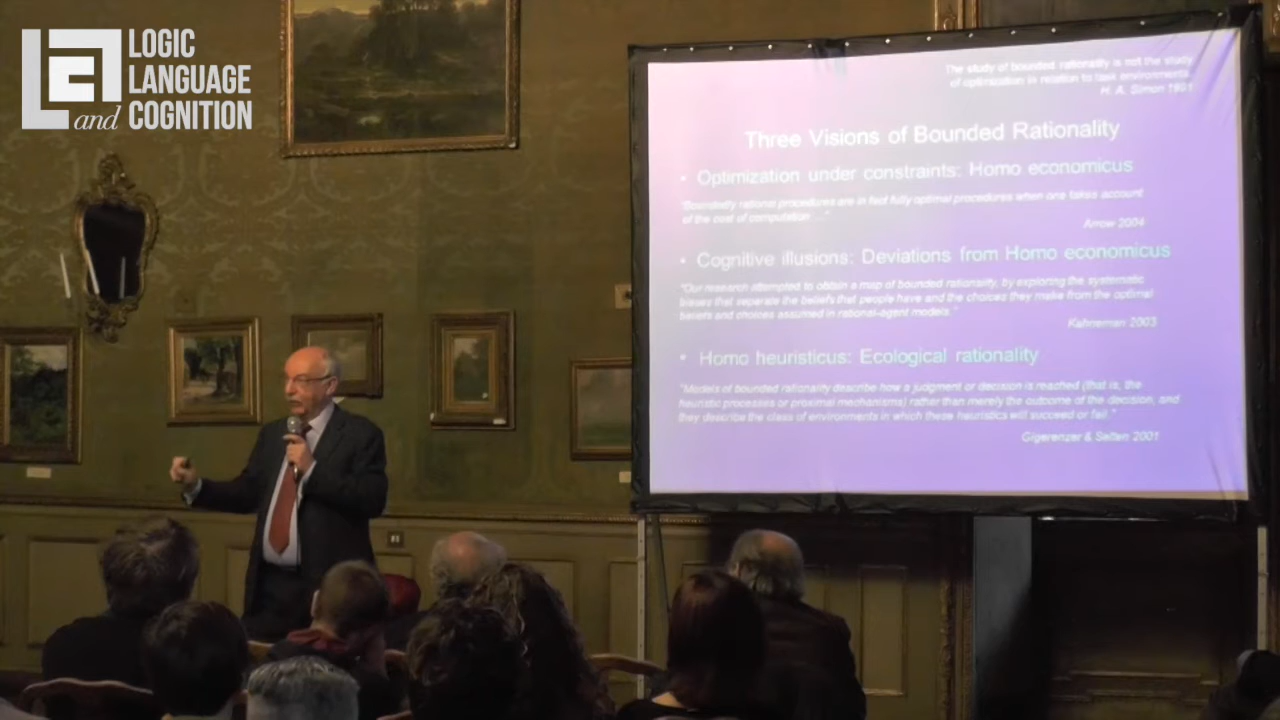 LOGIC
LANGUAGE
and COGNITION
The study of bounded rationality is not the study
of optimization in relation to task environments.
H. A. Simon 1991
Three Visions of Bounded Rationality
• Optimization under constraints: Homo economicus
"Boundedly rational procedures are in fact fully optimal procedures when one takes account
of the cost of computation ..."
Arrow 2004
• Cognitive illusions: Deviations from Homo economicus
"Our research attempted to obtain a map of bounded rationality, by exploring the systematic
biases that separate the beliefs that people have and the choices they make from the optimal
beliefs and choices assumed in rational-agent models."
Kahneman 2003
• Homo heuristicus: Ecological rationality
"Models of bounded rationality describe how a judgment or decision is reached (that is, the
heuristic processes or proximal mechanisms) rather than merely the outcome of the decision, and
they describe the class of environments in which these heuristics will succeed or fail."
Gigerenzer & Selten 2001